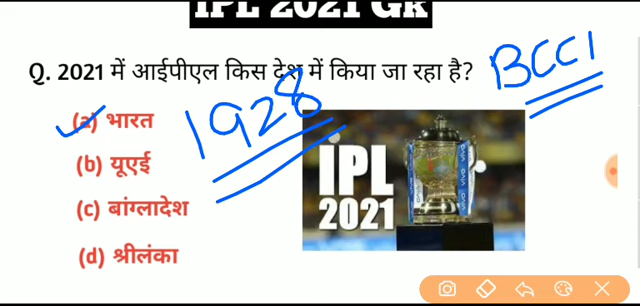 IPL 2021 GK
Q. 2021 में आईपीएल किस देश में किया जा रहा है?
BCCI
(a) भारत
1928
(b) यूएई
(c) बांग्लादेश
(d) श्रीलंका
IPL
2021